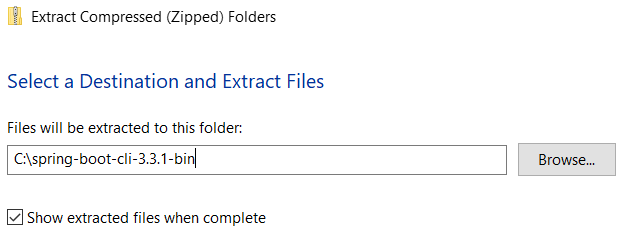 Extract Compressed (Zipped) Folders
Select a Destination and Extract Files
Files will be extracted to this folder:
C:\spring-boot-cli-3.3.1-bin
Browse...
Show extracted files when complete